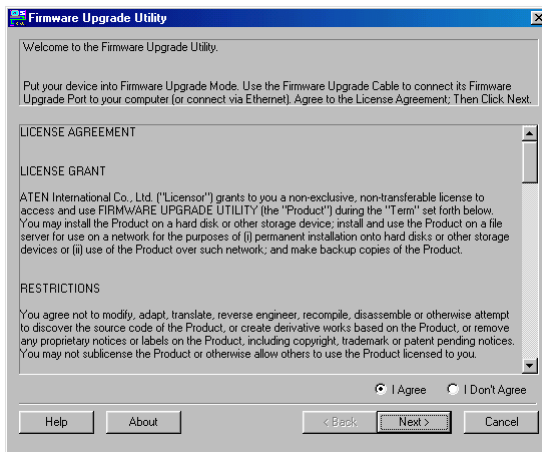 Firmware Upgrade Utility
Welcome to the Firmware Upgrade Utility.
Put your device into Firmware Upgrade Mode. Use the Firmware Upgrade Cable to connect its Firmware
Upgrade Port to your computer (or connect via Ethernet). Agree to the License Agreement; Then Click Next.
LICENSE AGREEMENT
LICENSE GRANT
ATEN International Co., Ltd. ("Licensor") grants to you a non-exclusive, non-transferable license to
access and use FIRMWARE UPGRADE UTILITY (the "Product") during the "Term" set forth below.
You may install the Product on a hard disk or other storage device; install and use the Product on a file
server for use on a network for the purposes of (i) permanent installation onto hard disks or other storage
devices or (ii) use of the Product over such network; and make backup copies of the Product.
RESTRICTIONS
You agree not to modify, adapt, translate, reverse engineer, recompile, disassemble or otherwise attempt
to discover the source code of the Product, or create derivative works based on the Product, or remove
any proprietary notices or labels on the Product, including copyright, trademark or patent pending notices.
You may not sublicense the Product or otherwise allow others to use the Product licensed to you.
I Agree I Don't Agree
Help About < Back Next > Cancel